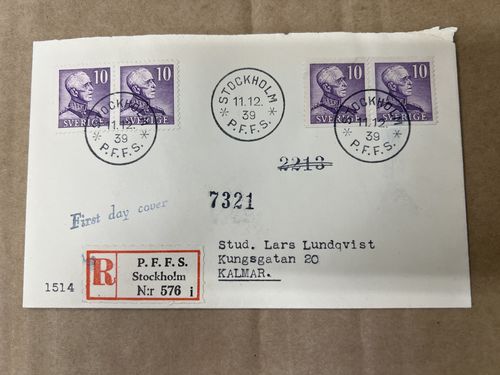 10 10
SVERIGE SVERIGE
STOCKHOLM
11.12.
39
P.F.F.S.
STOCKHOLM
11.12.
39
P.F.F.S.
10 10
SVERIGE SVERIGE
STOCKHOLM
11.12.
39
P.F.F.S.
2213
7321
First day cover
R
P. F. F. S.
Stockholm
N:r 576 i
1514
Stud. Lars Lundqvist
Kungsgatan 20
KALMAR.